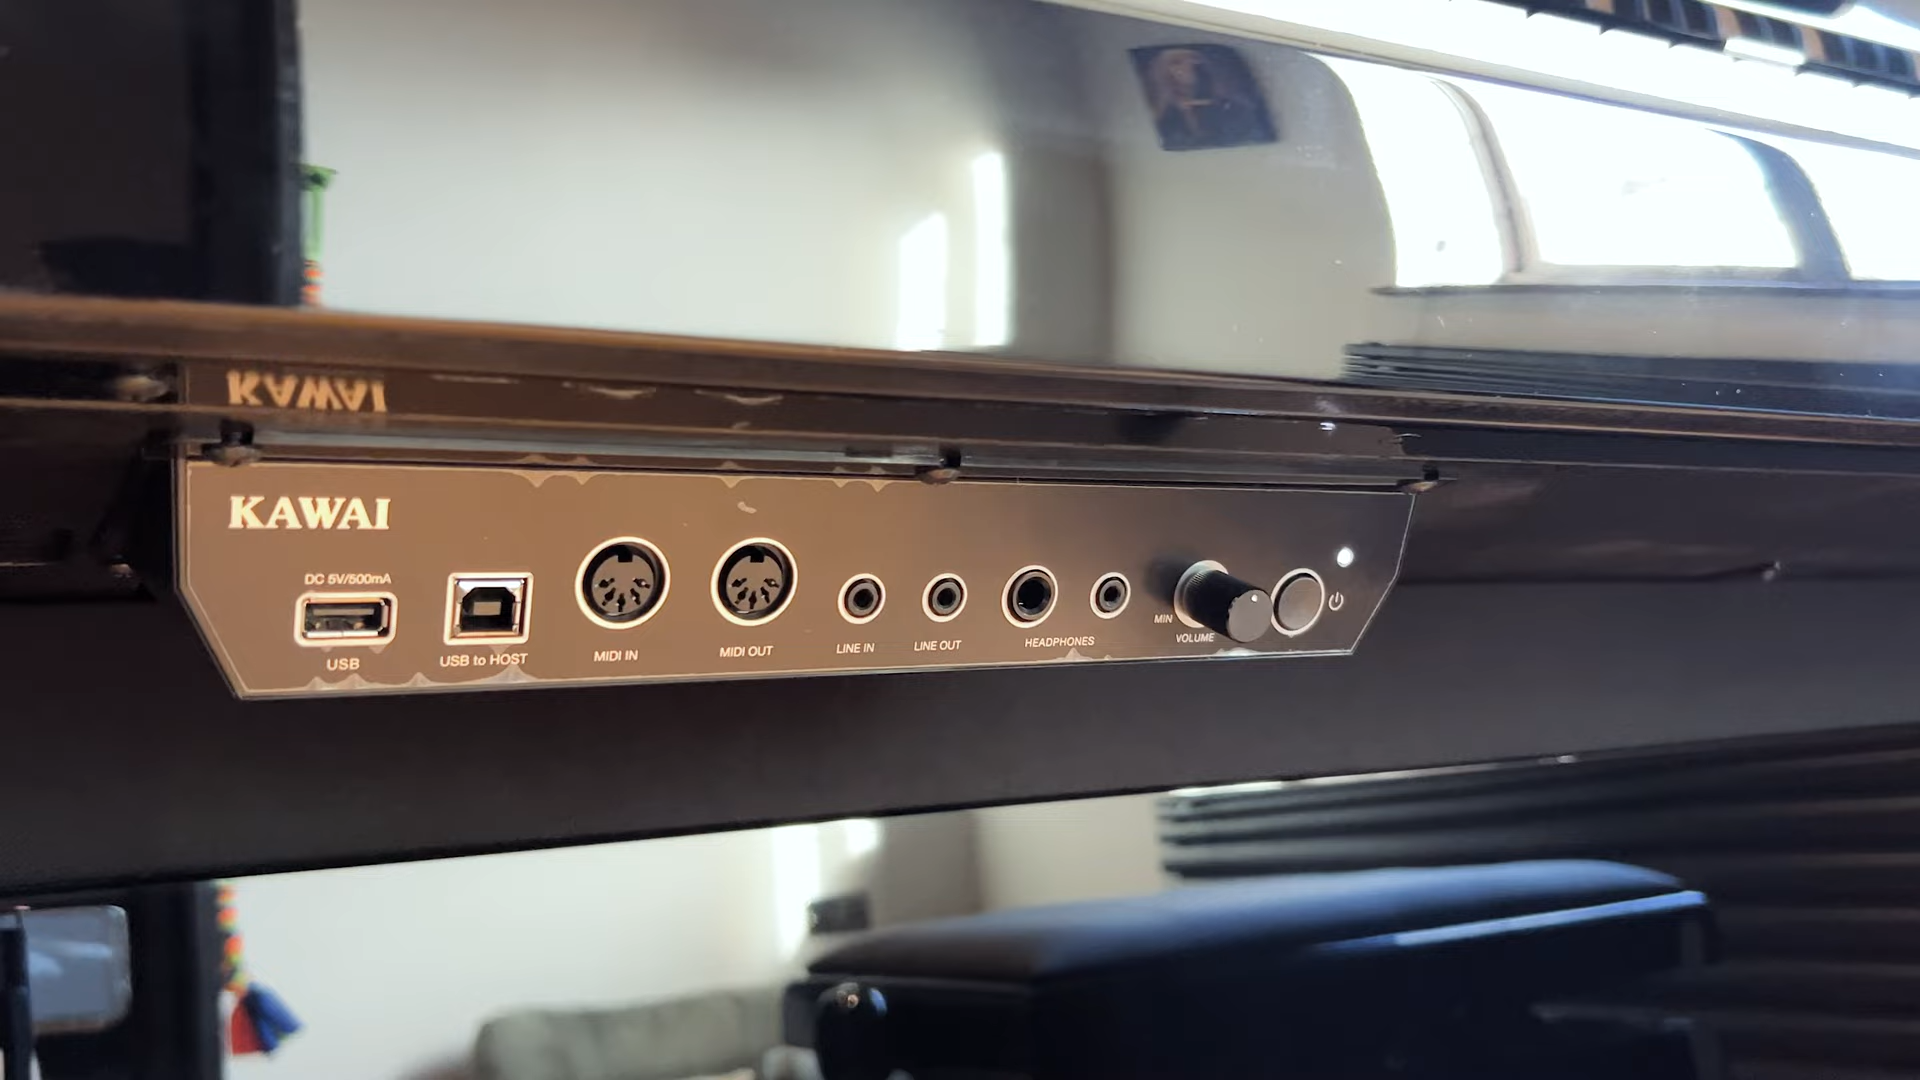 KAWAI
KAWAI
DC 5V/500mA
USB
USB to HOST
MIDI IN
MIDI OUT
LINE IN
LINE OUT
HEADPHONES
MIN
VOLUME